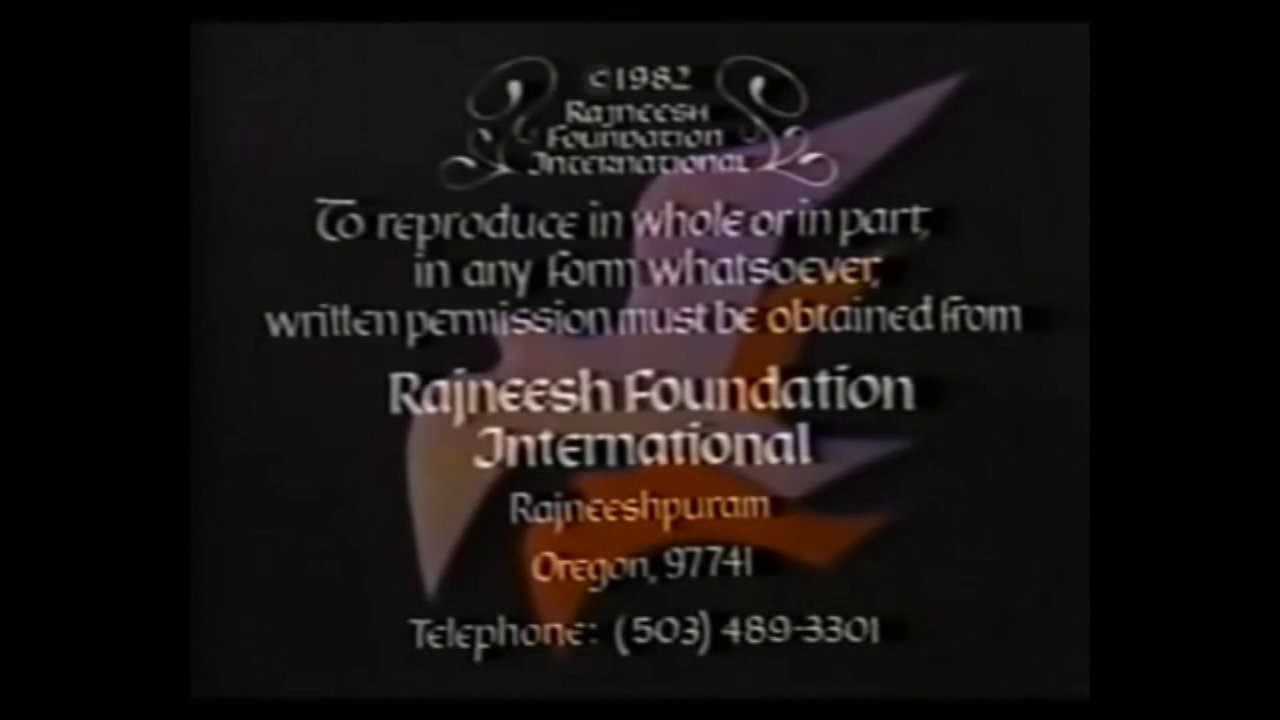 ©1982
Rajneesh
Foundation
International
To reproduce in whole or in part,
in any form whatsoever,
written permission must be obtained from
Rajneesh Foundation
International
Rajneeshpuram
Oregon, 97741
Telephone: (503) 489-3301